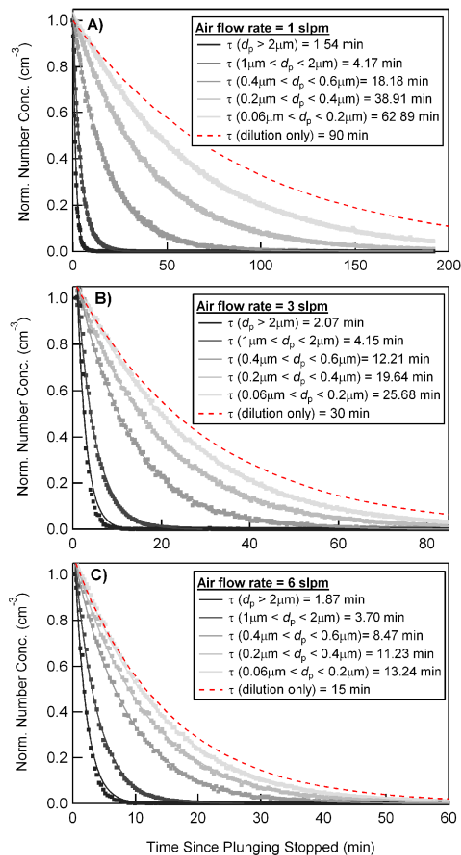 A)
Air flow rate = 1 slpm
τ (dp > 2μm) = 1.54 min
τ (1μm < dp < 2μm) = 4.17 min
τ (0.4μm < dp < 0.6μm) = 18.18 min
τ (0.2μm < dp < 0.4μm) = 38.91 min
τ (0.06μm < dp < 0.2μm) = 62.89 min
τ (dilution only) = 90 min
Norm. Number Conc. (cm⁻³)
1.0
0.8
0.6
0.4
0.2
0.0
0
50
100
150
200
B)
Air flow rate = 3 slpm
τ (dp > 2μm) = 2.07 min
τ (1μm < dp < 2μm) = 4.15 min
τ (0.4μm < dp < 0.6μm)= 12.21 min
τ (0.2μm < dp < 0.4μm)= 19.64 min
τ (0.06μm < dp < 0.2μm)= 25.68 min
τ (dilution only) = 30 min
Norm. Number Conc. (cm⁻³)
1.0
0.8
0.6
0.4
0.2
0.0
0
20
40
60
80
C)
Air flow rate = 6 slpm
τ (dp > 2μm) = 1.87 min
τ (1μm < dp < 2μm) = 3.70 min
τ (0.4μm < dp < 0.6μm)= 8.47 min
τ (0.2μm < dp < 0.4μm)= 11.23 min
τ (0.06μm < dp < 0.2μm)= 13.24 min
τ (dilution only) = 15 min
Norm. Number Conc. (cm⁻³)
1.0
0.8
0.6
0.4
0.2
0.0
0
10
20
30
40
50
60
Time Since Plunging Stopped (min)